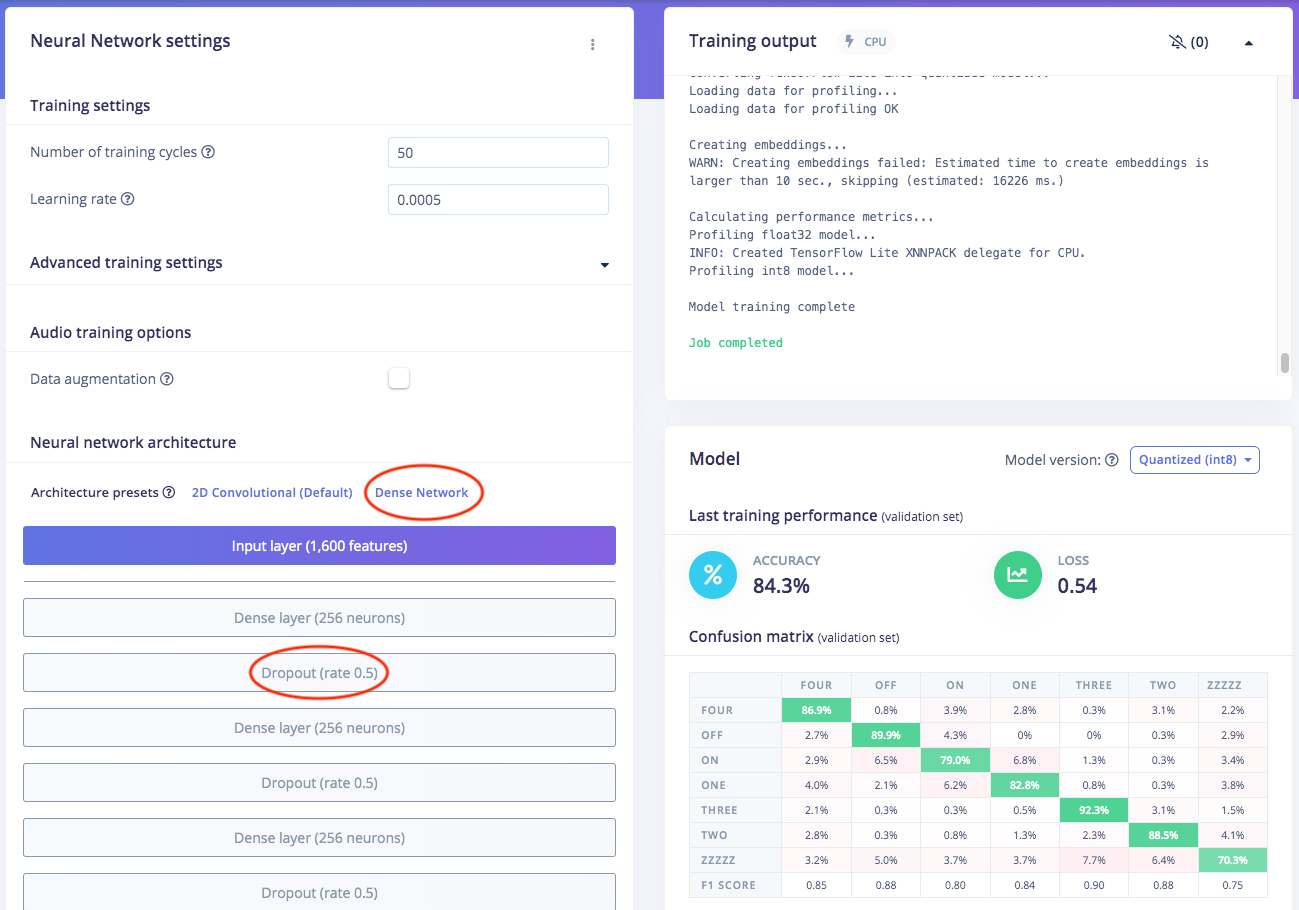 Neural Network settings
Training settings
Number of training cycles ?
50
Learning rate ?
0.0005
Advanced training settings
Audio training options
Data augmentation ?
Neural network architecture
Architecture presets ? 2D Convolutional (Default) Dense Network
Input layer (1,600 features)
Dense layer (256 neurons)
Dropout (rate 0.5)
Dense layer (256 neurons)
Dropout (rate 0.5)
Dense layer (256 neurons)
Dropout (rate 0.5)
Training output CPU (0)
Converting TensorFlow Lite int8 quantized model...
Loading data for profiling...
Loading data for profiling OK
Creating embeddings...
WARN: Creating embeddings failed: Estimated time to create embeddings is
larger than 10 sec., skipping (estimated: 16226 ms.)
Calculating performance metrics...
Profiling float32 model...
INFO: Created TensorFlow Lite XNNPACK delegate for CPU.
Profiling int8 model...
Model training complete
Job completed
Model
Model version: ? Quantized (int8)
Last training performance (validation set)
% ACCURACY
84.3%
LOSS
0.54
Confusion matrix (validation set)
FOUR OFF ON ONE THREE TWO ZZZZZ
FOUR 86.9% 0.8% 3.9% 2.8% 0.3% 3.1% 2.2%
OFF 2.7% 89.9% 4.3% 0% 0% 0.3% 2.9%
ON 2.9% 6.5% 79.0% 6.8% 1.3% 0.3% 3.4%
ONE 4.0% 2.1% 6.2% 82.8% 0.8% 0.3% 3.8%
THREE 2.1% 0.3% 0.3% 0.5% 92.3% 3.1% 1.5%
TWO 2.8% 0.3% 0.8% 1.3% 2.3% 88.5% 4.1%
ZZZZZ 3.2% 5.0% 3.7% 3.7% 7.7% 6.4% 70.3%
F1 SCORE 0.85 0.88 0.80 0.84 0.90 0.88 0.75